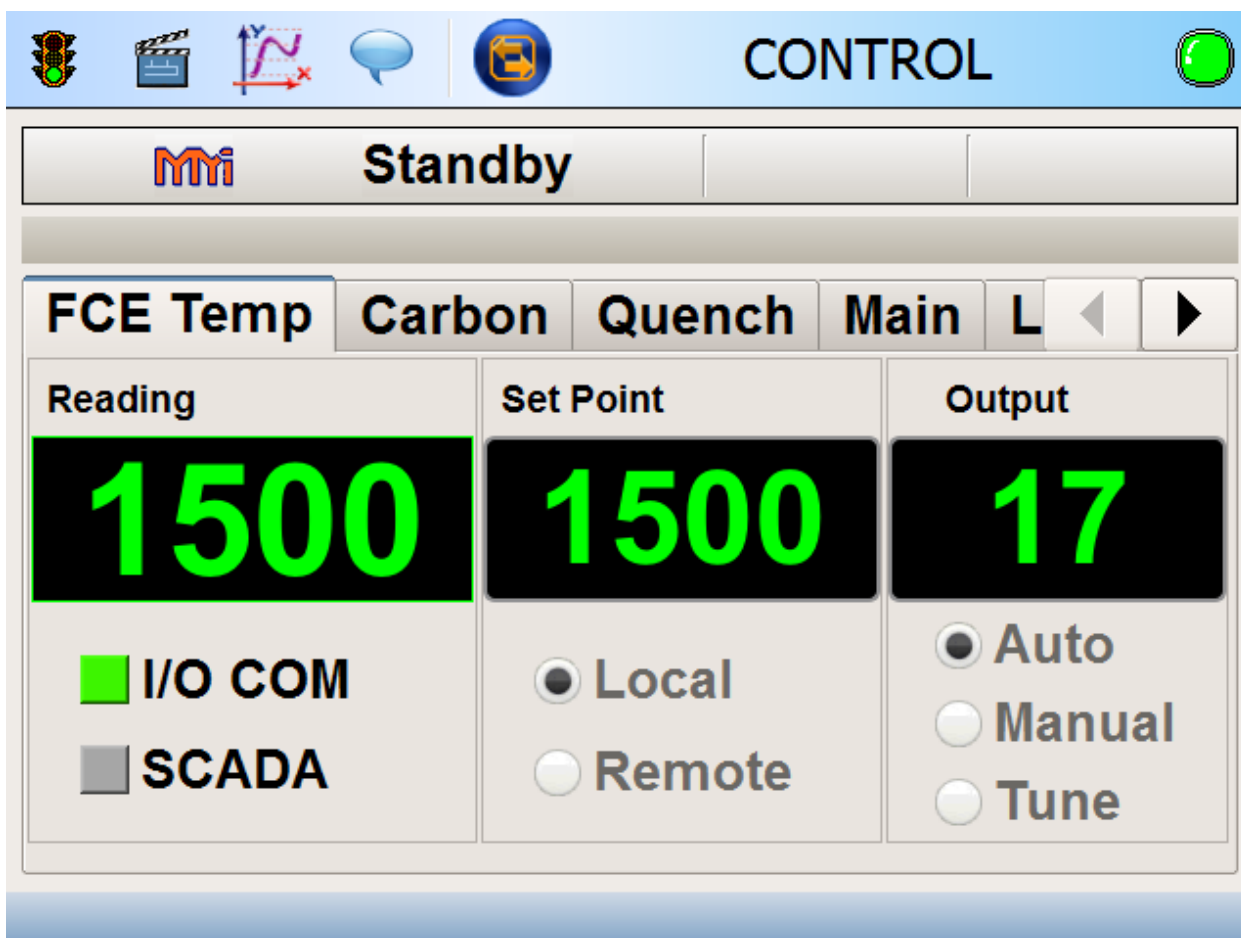 CONTROL
MMi Standby
FCE Temp Carbon Quench Main L
Reading Set Point Output
1500 1500 17
I/O COM Local Auto
SCADA Remote Manual
Tune